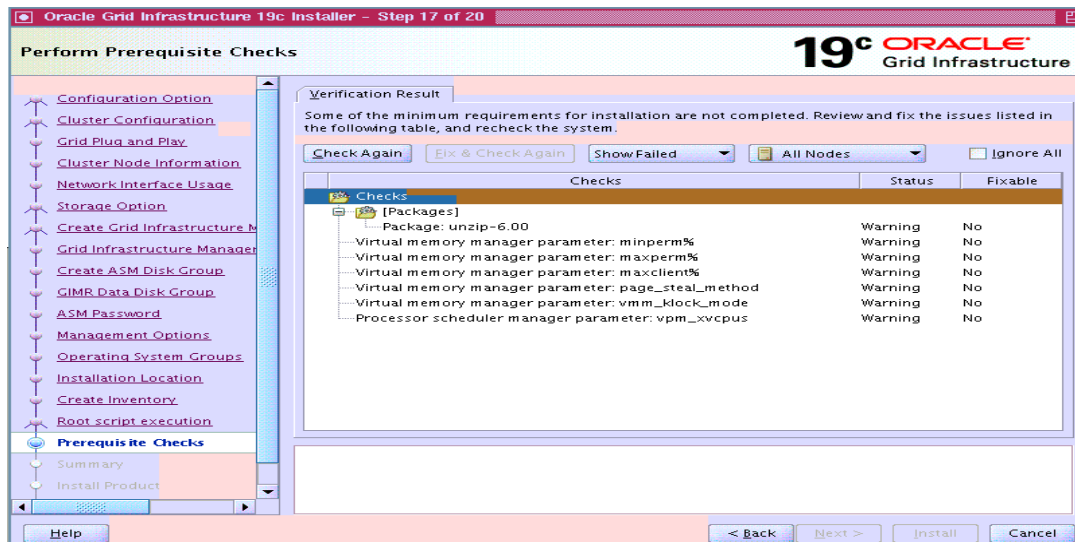 Oracle Grid Infrastructure 19c Installer – Step 17 of 20
Perform Prerequisite Checks
19c ORACLE
Grid Infrastructure
Configuration Option
Cluster Configuration
Grid Plug and Play
Cluster Node Information
Network Interface Usage
Storage Option
Create Grid Infrastructure M
Grid Infrastructure Manager
Create ASM Disk Group
GIMR Data Disk Group
ASM Password
Management Options
Operating System Groups
Installation Location
Create Inventory
Root script execution
Prerequisite Checks
Summary
Install Product
Verification Result
Some of the minimum requirements for installation are not completed. Review and fix the issues listed in
the following table, and recheck the system.
Check Again Fix & Check Again Show Failed All Nodes Ignore All
Checks Status Fixable
Checks
[Packages]
Package: unzip-6.00 Warning No
Virtual memory manager parameter: minperm% Warning No
Virtual memory manager parameter: maxperm% Warning No
Virtual memory manager parameter: maxclient% Warning No
Virtual memory manager parameter: page_steal_method Warning No
Virtual memory manager parameter: vmm_klock_mode Warning No
Processor scheduler manager parameter: vpm_xvcpus Warning No
Help < Back Next > Install Cancel